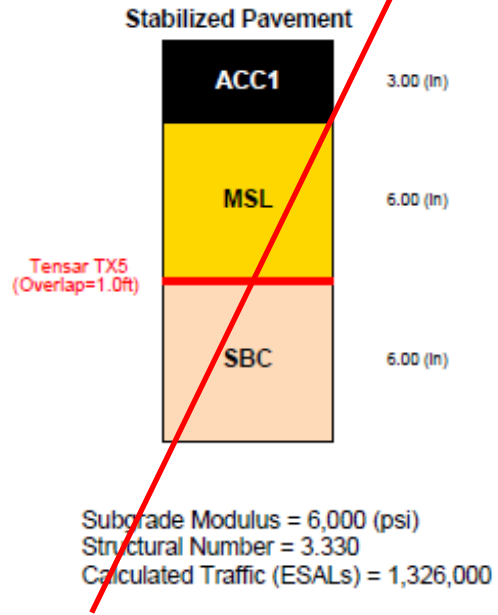 Stabilized Pavement
ACC1
3.00 (In)
MSL
6.00 (In)
Tensar TX5
(Overlap=1.0ft)
SBC
6.00 (In)
Subgrade Modulus = 6,000 (psi)
Structural Number = 3.330
Calculated Traffic (ESALs) = 1,326,000